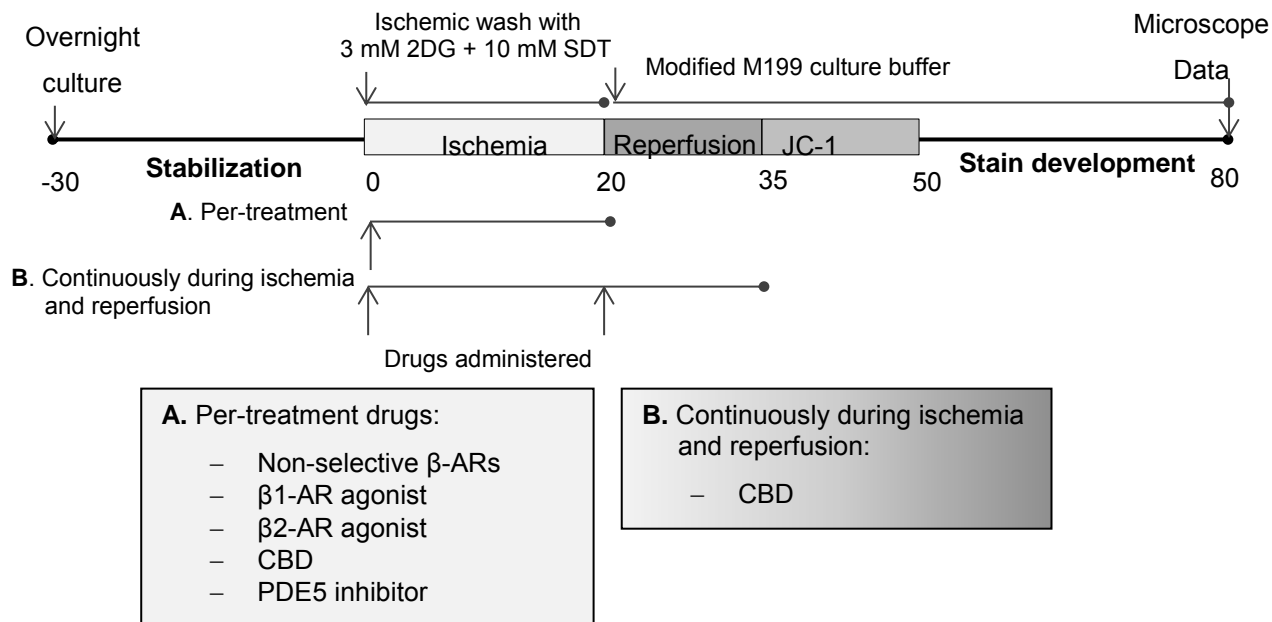 Overnight
culture
Ischemic wash with
3 mM 2DG + 10 mM SDT
Modified M199 culture buffer
Microscope
Data
Ischemia
Reperfusion
JC-1
Stabilization
Stain development
-30
0
20
35
50
80
A. Per-treatment
B. Continuously during ischemia
and reperfusion
Drugs administered
A. Per-treatment drugs:
– Non-selective β-ARs
– β1-AR agonist
– β2-AR agonist
– CBD
– PDE5 inhibitor
B. Continuously during ischemia
and reperfusion:
– CBD